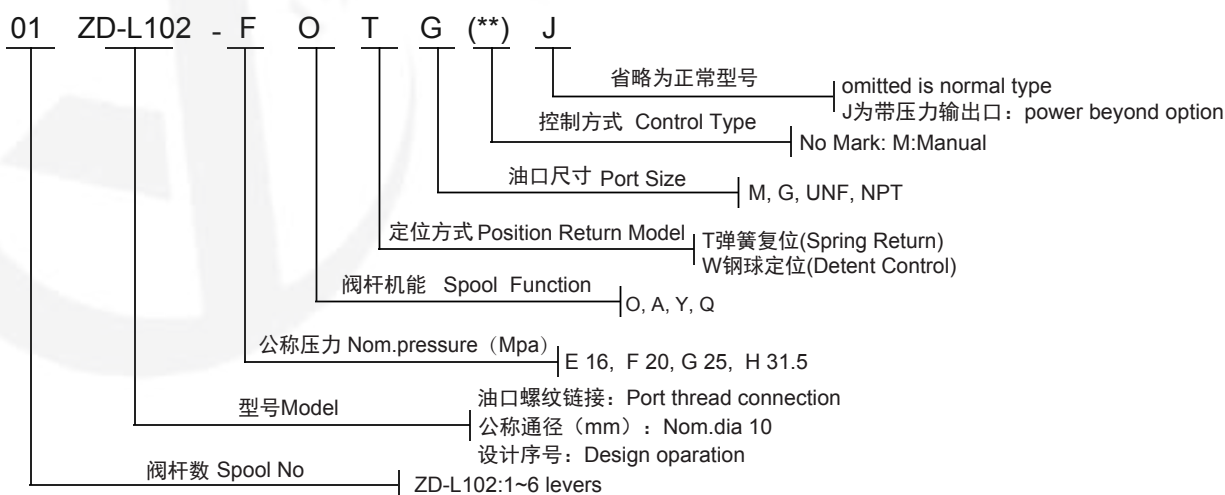 01 ZD-L102 - F O T G (**) J
省略为正常型号
omitted is normal type
J为带压力输出口：power beyond option
控制方式 Control Type
No Mark: M:Manual
油口尺寸 Port Size
M, G, UNF, NPT
定位方式 Position Return Model
T弹簧复位(Spring Return)
W钢球定位(Detent Control)
阀杆机能 Spool Function
O, A, Y, Q
公称压力 Nom.pressure（Mpa）
E 16, F 20, G 25, H 31.5
型号Model
油口螺纹链接：Port thread connection
公称通径（mm）：Nom.dia 10
设计序号：Design oparation
阀杆数 Spool No
ZD-L102:1~6 levers